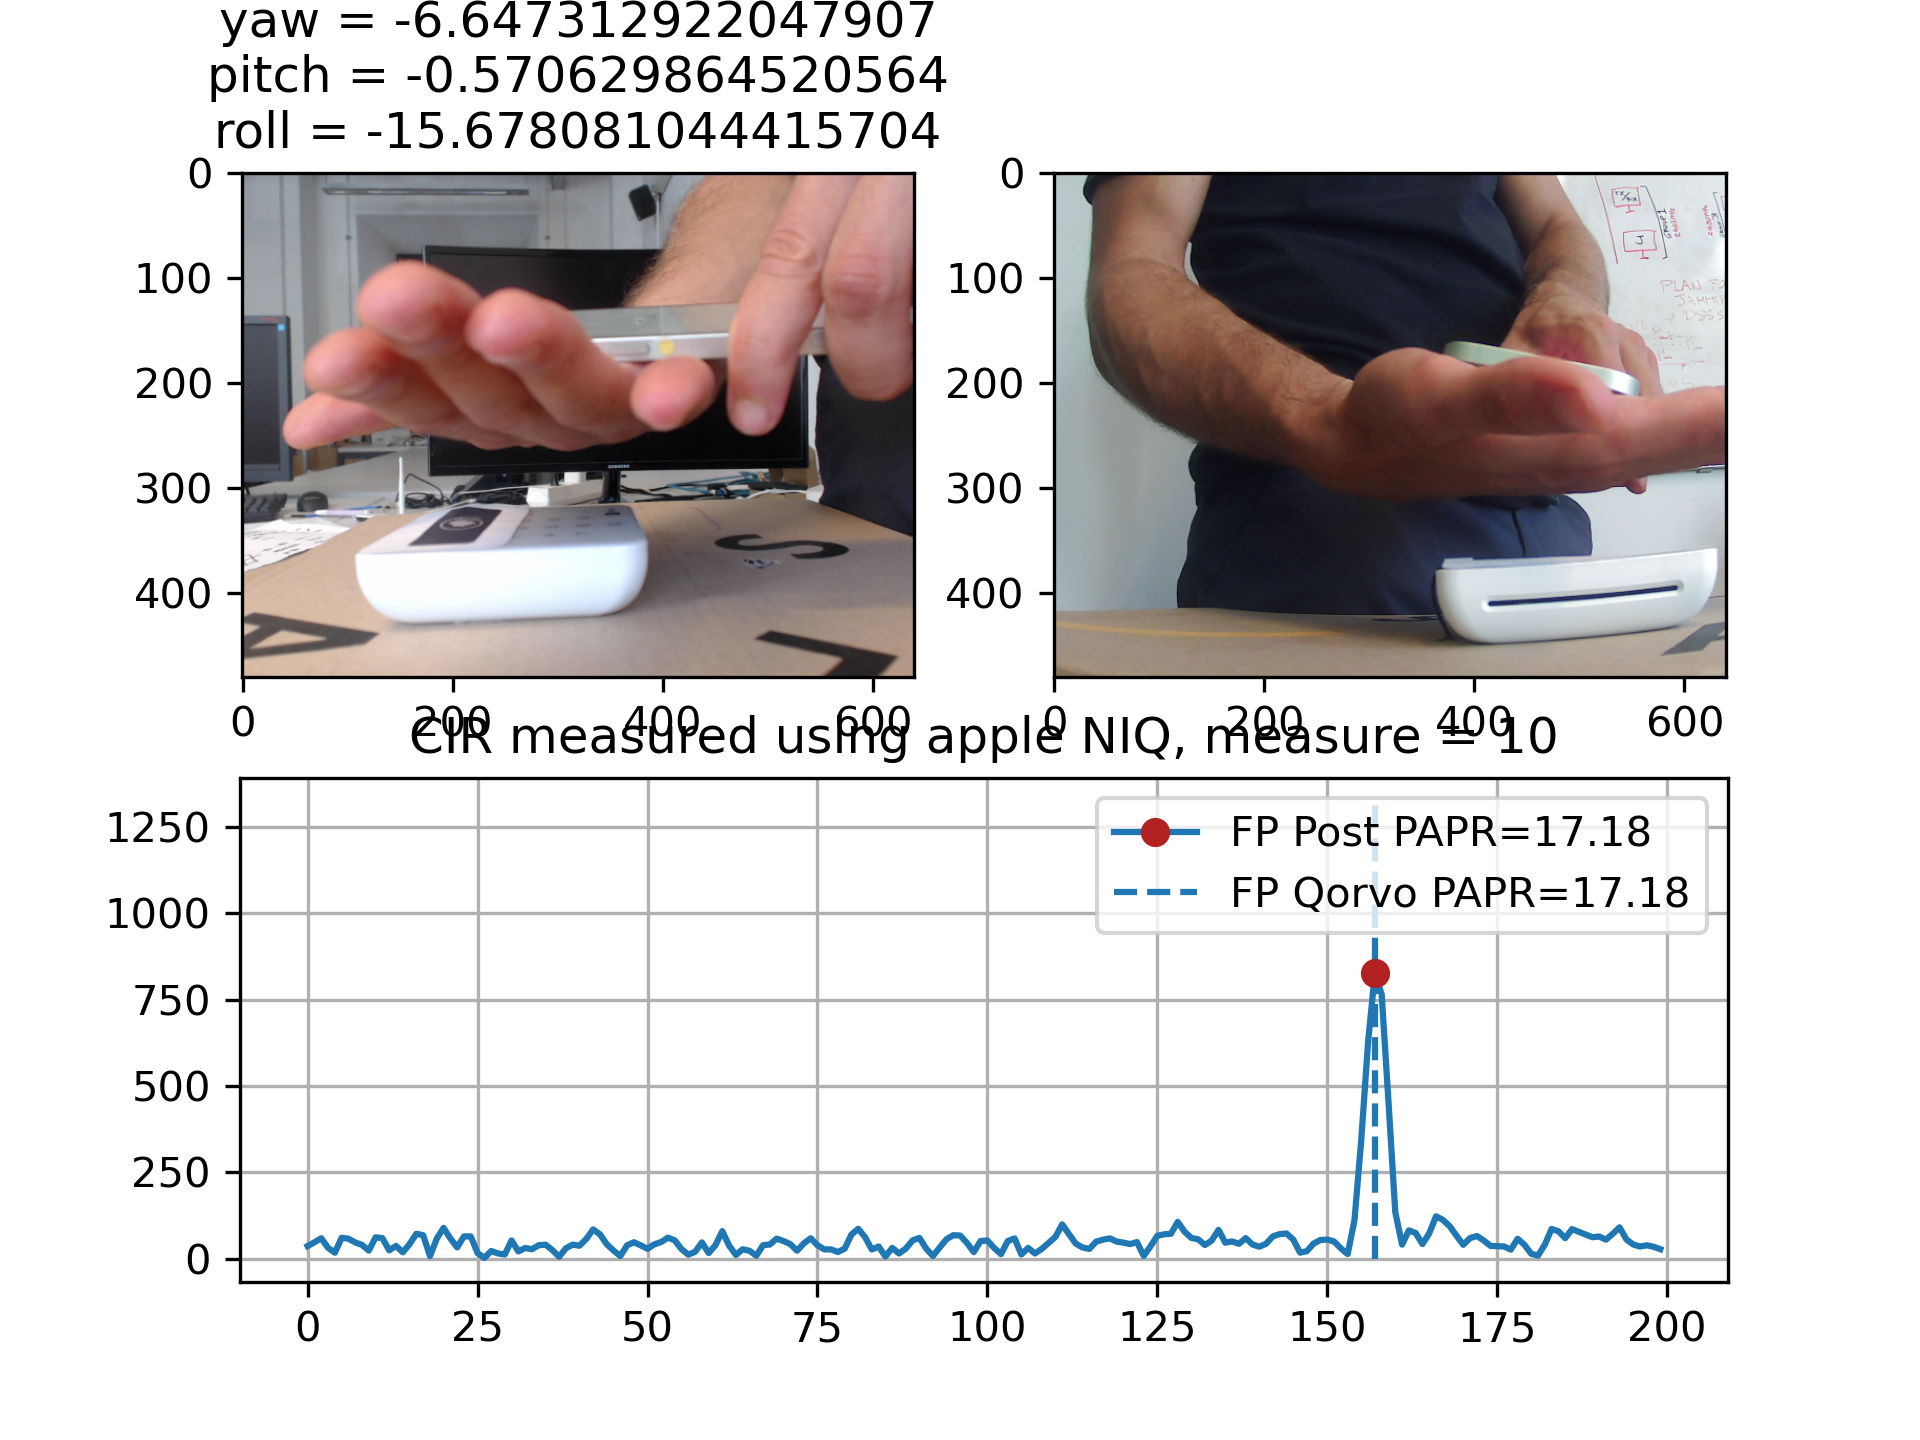 yaw = -6.647312922047907
pitch = -0.570629864520564
roll = -15.678081044415704
0
100
200
300
400
0 200 400 600
0
100
200
300
400
0 200 400 600
SAMSUNG
S
A
L
PLAN
CIR measured using apple NIQ, measure = 10
FP Post PAPR=17.18
FP Qorvo PAPR=17.18
1250
1000
750
500
250
0
0 25 50 75 100 125 150 175 200